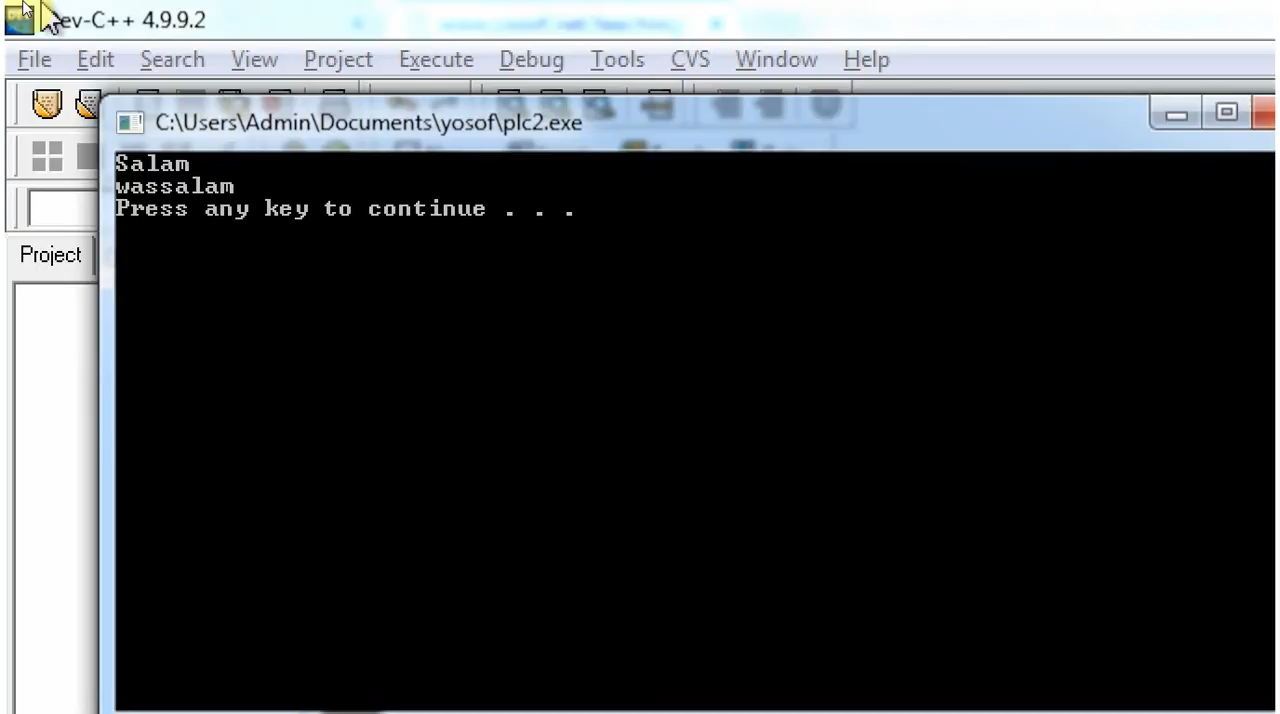 ev-C++ 4.9.9.2
File Edit Search View Project Execute Debug Tools CVS Window Help
C:\Users\Admin\Documents\yosof\plc2.exe
Salam
wassalam
Press any key to continue . . .
Project